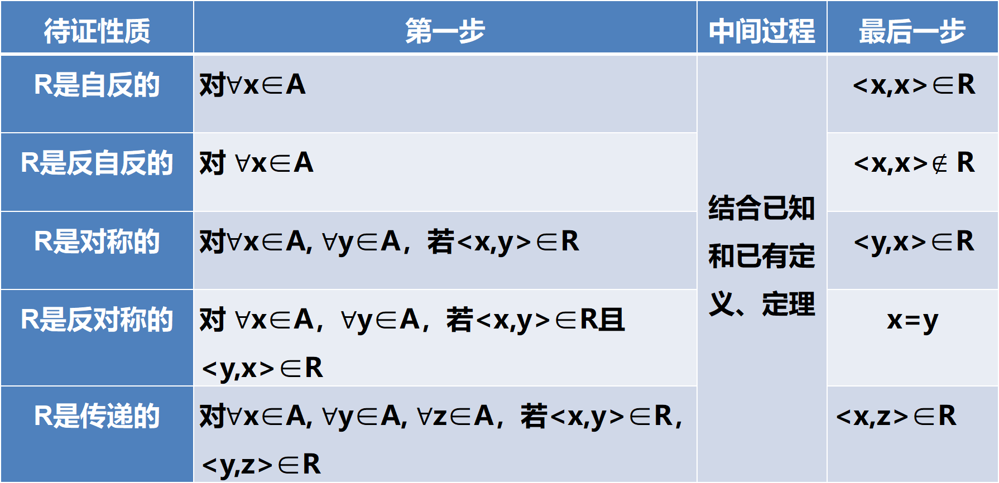 待证性质
第一步
中间过程
最后一步
R是自反的
对∀x∈A
<x,x>∈R
R是反自反的
对 ∀x∈A
<x,x>∉ R
结合已知
和已有定
义、定理
R是对称的
对∀x∈A, ∀y∈A，若<x,y>∈R
<y,x>∈R
R是反对称的
对 ∀x∈A，∀y∈A，若<x,y>∈R且
<y,x>∈R
x=y
R是传递的
对∀x∈A, ∀y∈A, ∀z∈A，若<x,y>∈R，
<y,z>∈R
<x,z>∈R